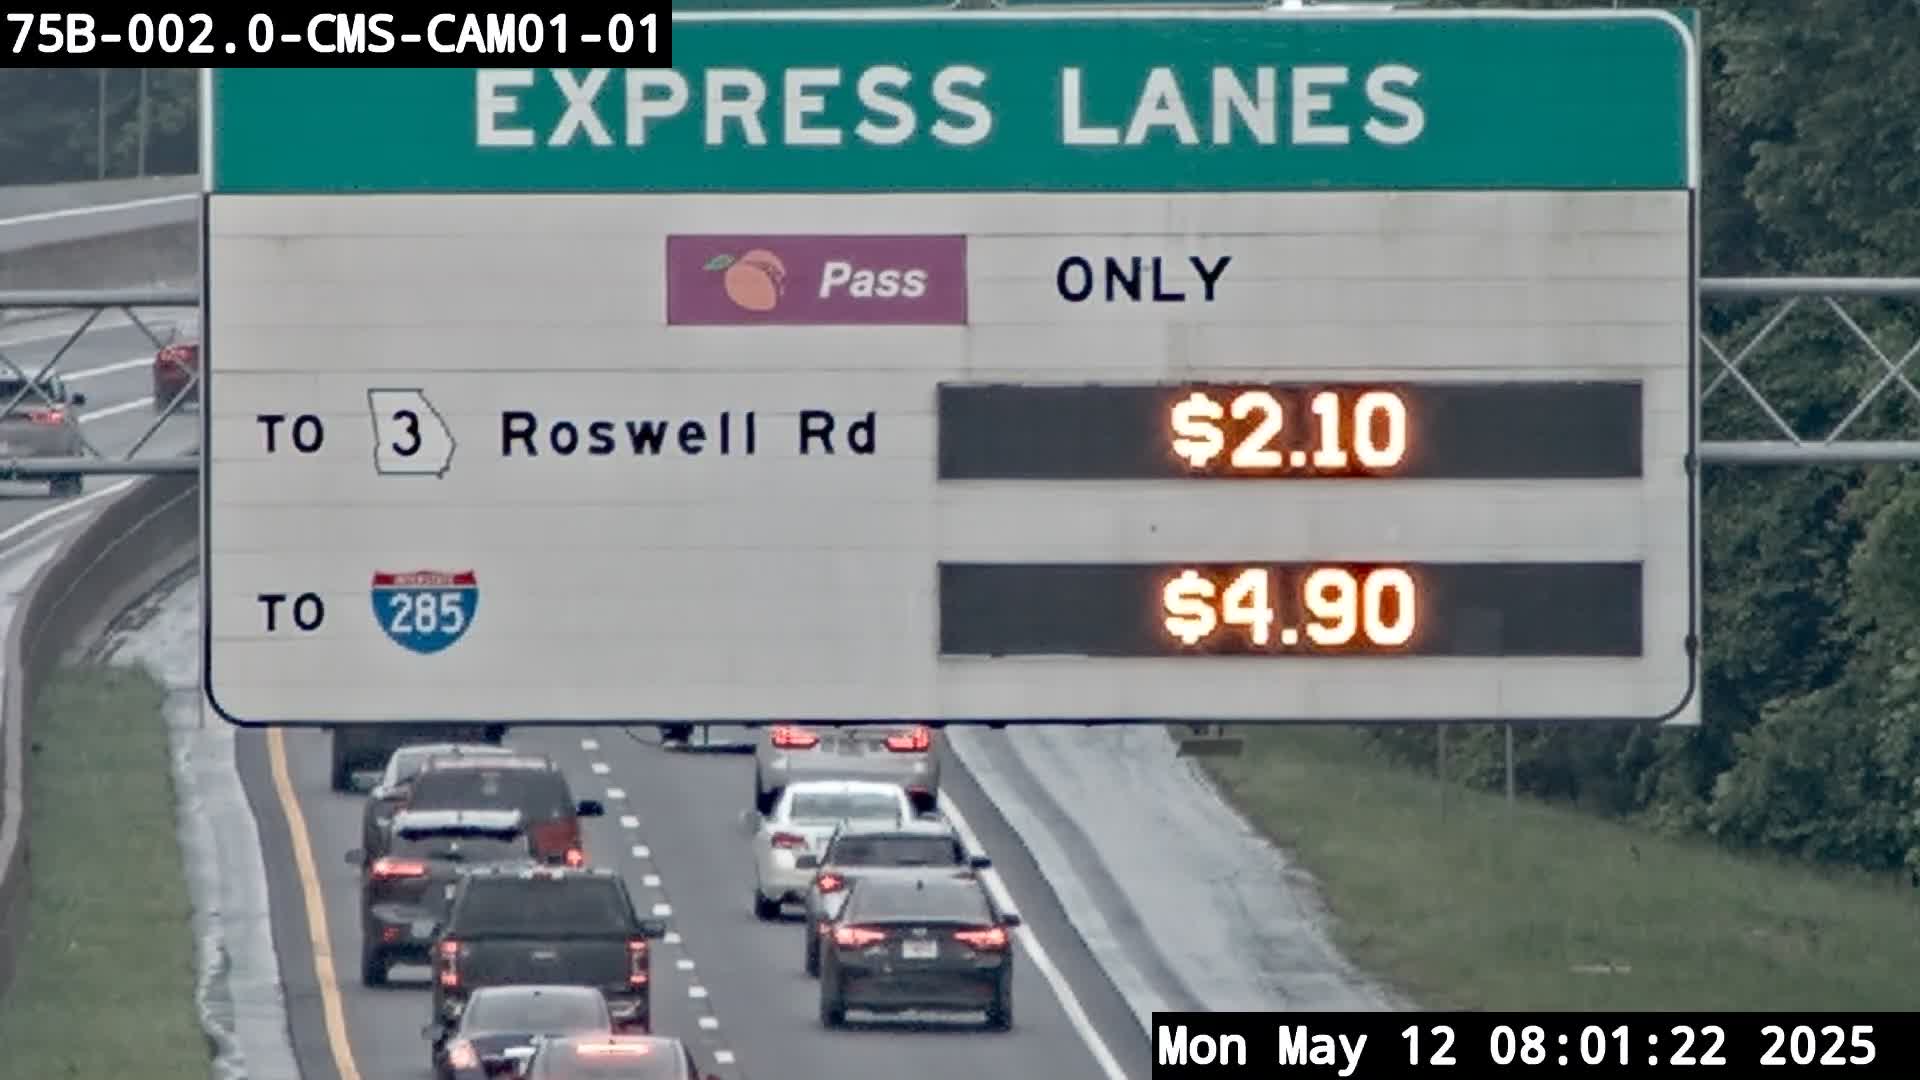 75B-002.0-CMS-CAM01-01
EXPRESS LANES
Pass ONLY
TO 3 Roswell Rd $2.10
INTERSTATE
TO 285 $4.90
Mon May 12 08:01:22 2025